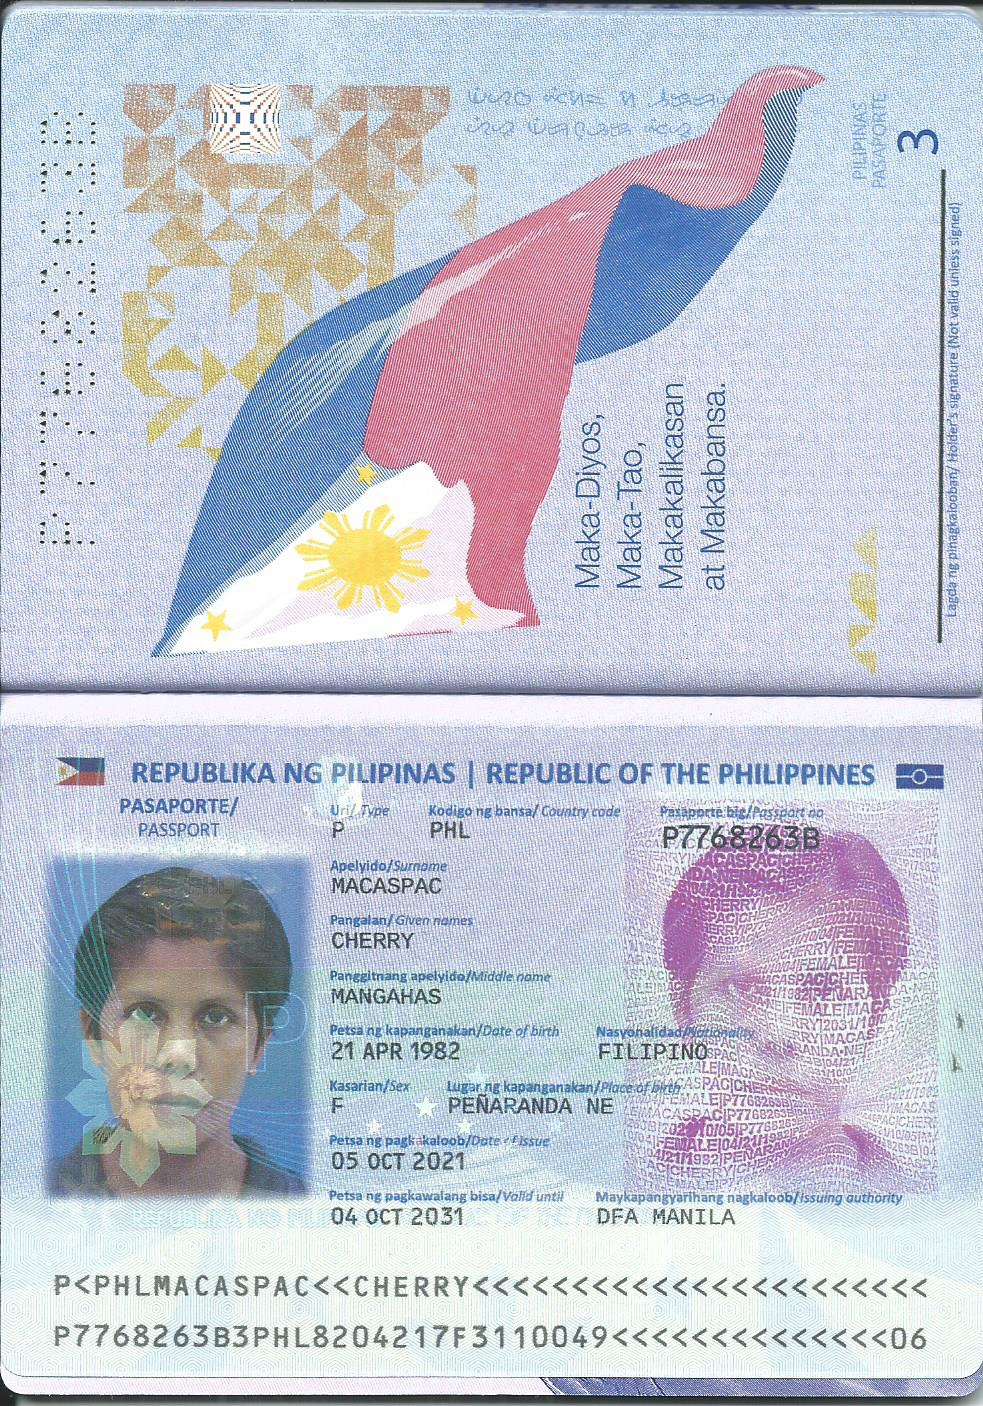 P7768263B
PILIPINAS
PASAPORTE
3
Maka-Diyos,
Maka-Tao,
Makakalikasan
at Makabansa.
Lagda ng pinagkalooban/ Holder's signature (Not valid unless signed)
REPUBLIKA NG PILIPINAS | REPUBLIC OF THE PHILIPPINES
PASAPORTE/
PASSPORT
Uri/ Type
Kodigo ng bansa/ Country code
Pasaporte blg/Passport no
P
PHL
P7768263B
Apelyido/Surname
MACASPAC
Pangalan/ Given names
CHERRY
Panggitnang apelyido/Middle name
MANGAHAS
Petsa ng kapanganakan/Date of birth
Nasyonalidad/Nationality
21 APR 1982
FILIPINO
Kasarian/Sex
Lugar ng kapanganakan/Place of birth
F
PEÑARANDA NE
Petsa ng pagkakaloob/Date of issue
05 OCT 2021
Petsa ng pagkawalang bisa/Valid until
Maykapangyarihang nagkaloob/Issuing authority
04 OCT 2031
DFA MANILA
P<PHLMACASPAC<<CHERRY<<<<<<<<<<<<<<<<<<<<<<<
P7768263B3PHL8204217F3110049<<<<<<<<<<<<<<06